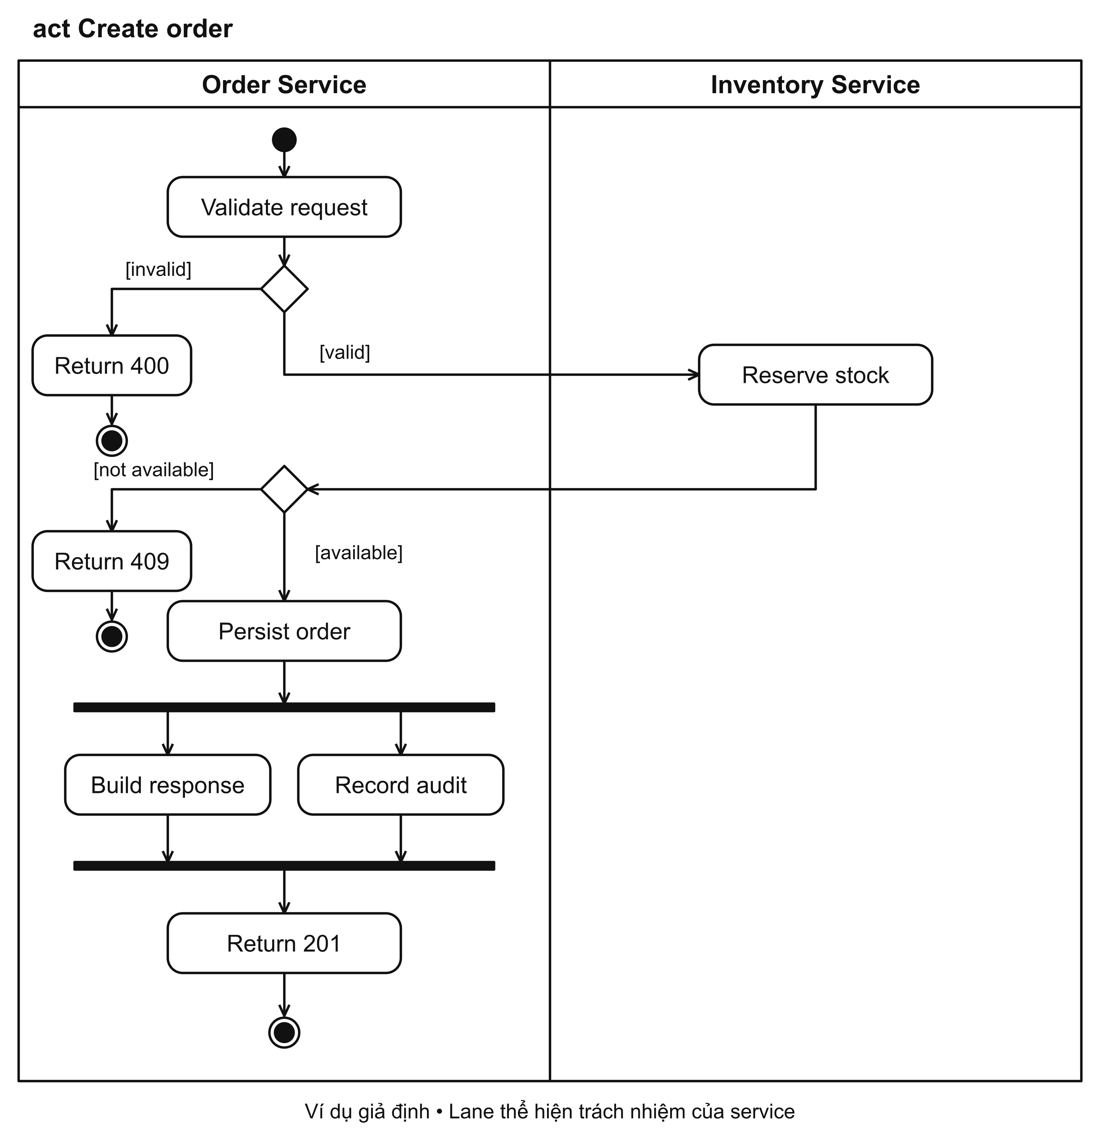 act Create order
Order Service
Inventory Service
Validate request
[invalid]
[valid]
Return 400
Reserve stock
[not available]
[available]
Return 409
Persist order
Build response
Record audit
Return 201
Ví dụ giả định • Lane thể hiện trách nhiệm của service